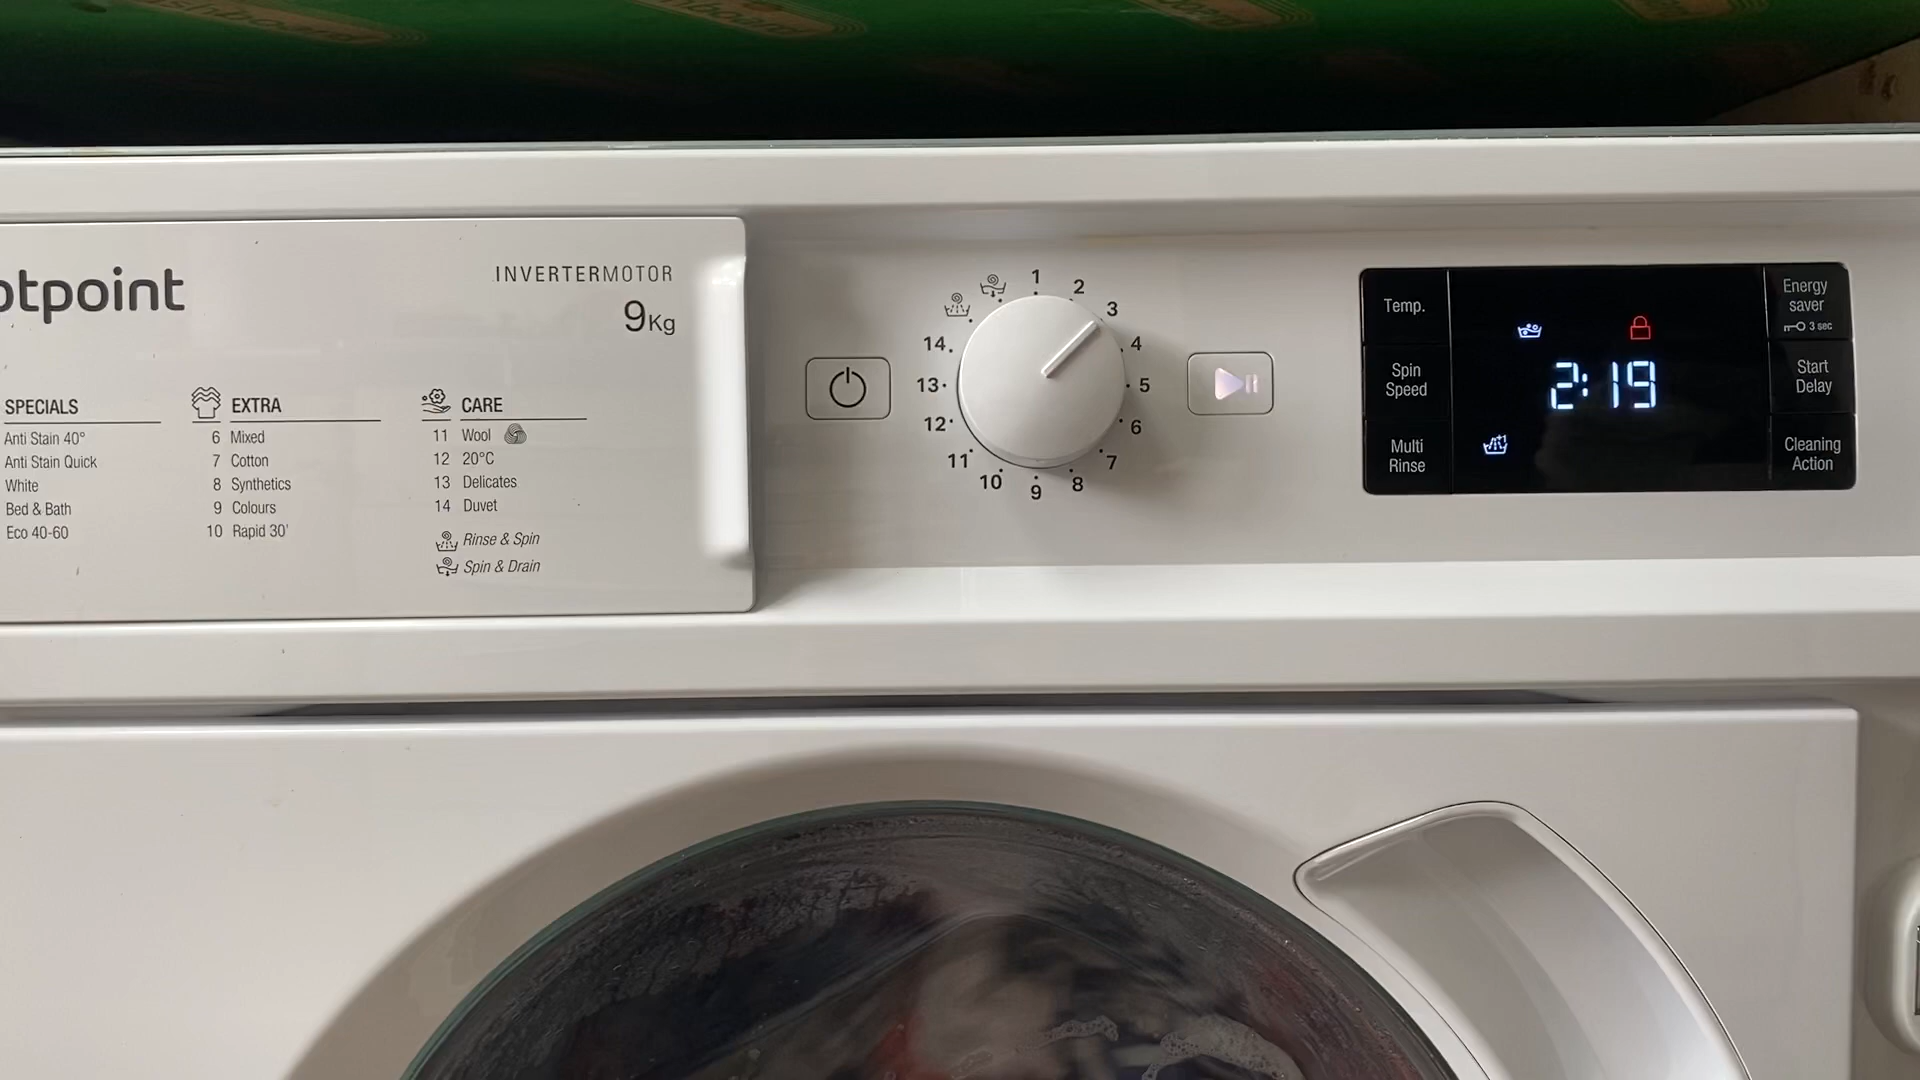 otpoint
INVERTERMOTOR
9Kg
SPECIALS
Anti Stain 40°
Anti Stain Quick
White
Bed & Bath
Eco 40-60
EXTRA
6 Mixed
7 Cotton
8 Synthetics
9 Colours
10 Rapid 30'
CARE
11 Wool
12 20°C
13 Delicates
14 Duvet
Rinse & Spin
Spin & Drain
1
2
3
4
5
6
7
8
9
10
11
12
13
14
Temp.
Spin
Speed
Multi
Rinse
2:19
Energy
saver
3 sec
Start
Delay
Cleaning
Action